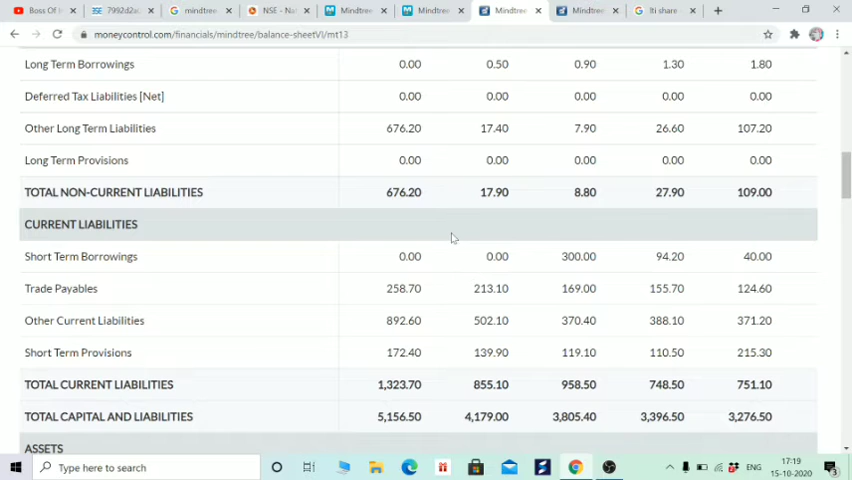 Boss Of I
7992d2ac
mindtree
NSE - Nat
Mindtree
Mindtree
Mindtree
Mindtree
lti share
moneycontrol.com/financials/mindtree/balance-sheetVI/mt13
Long Term Borrowings 0.00 0.50 0.90 1.30 1.80
Deferred Tax Liabilities [Net] 0.00 0.00 0.00 0.00 0.00
Other Long Term Liabilities 676.20 17.40 7.90 26.60 107.20
Long Term Provisions 0.00 0.00 0.00 0.00 0.00
TOTAL NON-CURRENT LIABILITIES 676.20 17.90 8.80 27.90 109.00
CURRENT LIABILITIES
Short Term Borrowings 0.00 0.00 300.00 94.20 40.00
Trade Payables 258.70 213.10 169.00 155.70 124.60
Other Current Liabilities 892.60 502.10 370.40 388.10 371.20
Short Term Provisions 172.40 139.90 119.10 110.50 215.30
TOTAL CURRENT LIABILITIES 1,323.70 855.10 958.50 748.50 751.10
TOTAL CAPITAL AND LIABILITIES 5,156.50 4,179.00 3,805.40 3,396.50 3,276.50
ASSETS
Type here to search
ENG
17:19
15-10-2020